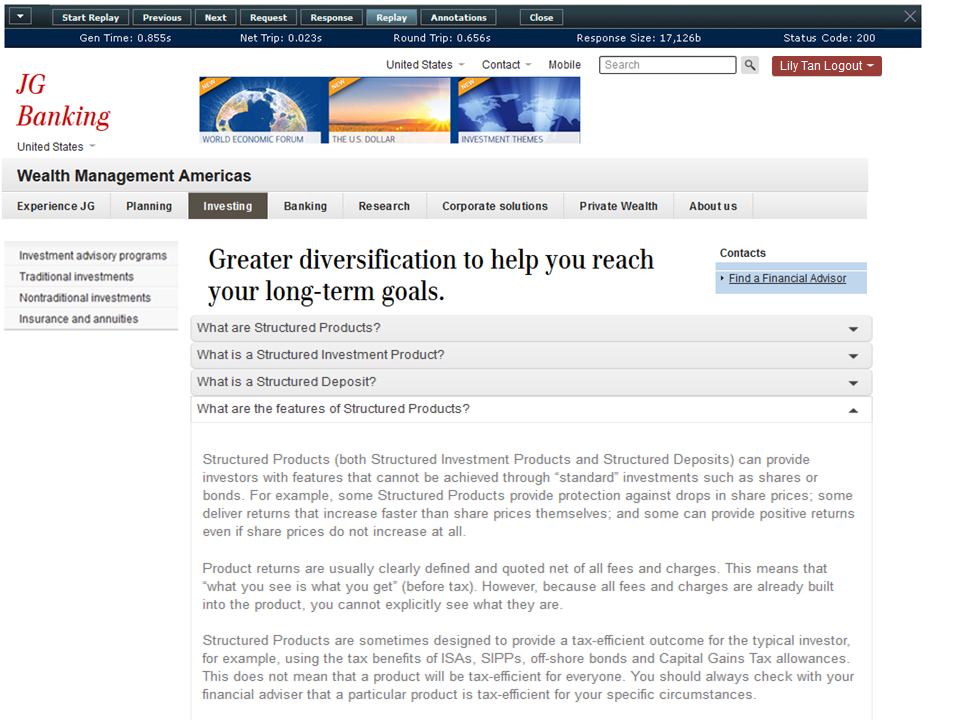 Start Replay Previous Next Request Response Replay Annotations Close
Gen Time: 0.855s Net Trip: 0.023s Round Trip: 0.656s Response Size: 17,126b Status Code: 200
United States Contact Mobile Search Lily Tan Logout
JG
Banking
United States
NEW NEW NEW
WORLD ECONOMIC FORUM THE U.S. DOLLAR INVESTMENT THEMES
Wealth Management Americas
Experience JG Planning Investing Banking Research Corporate solutions Private Wealth About us
Investment advisory programs
Traditional investments
Nontraditional investments
Insurance and annuities
Greater diversification to help you reach
your long-term goals.
Contacts
Find a Financial Advisor
What are Structured Products?
What is a Structured Investment Product?
What is a Structured Deposit?
What are the features of Structured Products?
Structured Products (both Structured Investment Products and Structured Deposits) can provide
investors with features that cannot be achieved through “standard” investments such as shares or
bonds. For example, some Structured Products provide protection against drops in share prices; some
deliver returns that increase faster than share prices themselves; and some can provide positive returns
even if share prices do not increase at all.
Product returns are usually clearly defined and quoted net of all fees and charges. This means that
“what you see is what you get” (before tax). However, because all fees and charges are already built
into the product, you cannot explicitly see what they are.
Structured Products are sometimes designed to provide a tax-efficient outcome for the typical investor,
for example, using the tax benefits of ISAs, SIPPs, off-shore bonds and Capital Gains Tax allowances.
This does not mean that a product will be tax-efficient for everyone. You should always check with your
financial adviser that a particular product is tax-efficient for your specific circumstances.